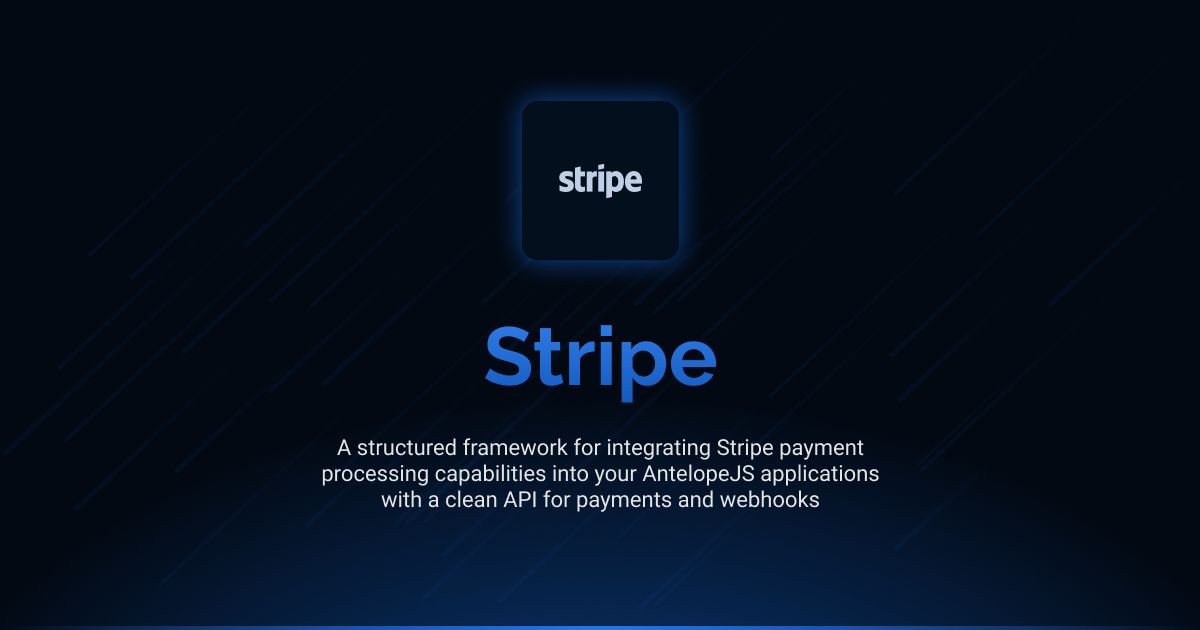 stripe
Stripe
A structured framework for integrating Stripe payment
processing capabilities into your AntelopeJS applications
with a clean API for payments and webhooks